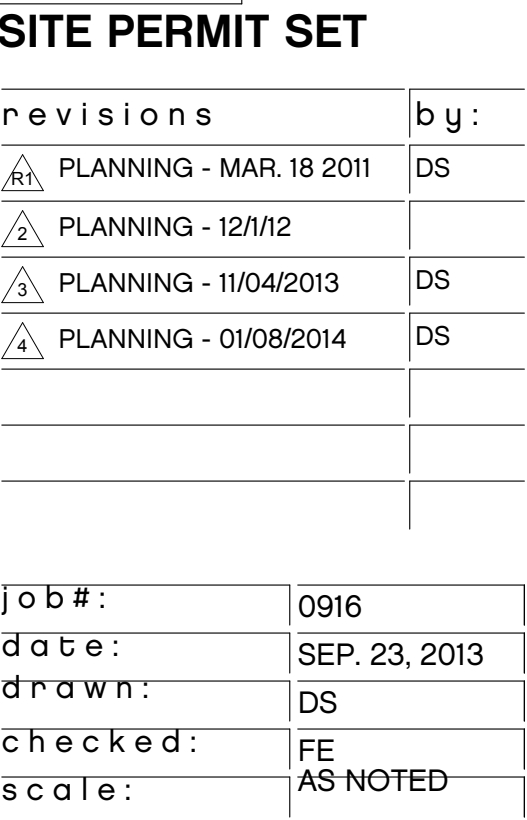 SITE PERMIT SET
revisions by:
R1 PLANNING - MAR. 18 2011 DS
2 PLANNING - 12/1/12
3 PLANNING - 11/04/2013 DS
4 PLANNING - 01/08/2014 DS
job#: 0916
date: SEP. 23, 2013
drawn: DS
checked: FE
scale: AS NOTED